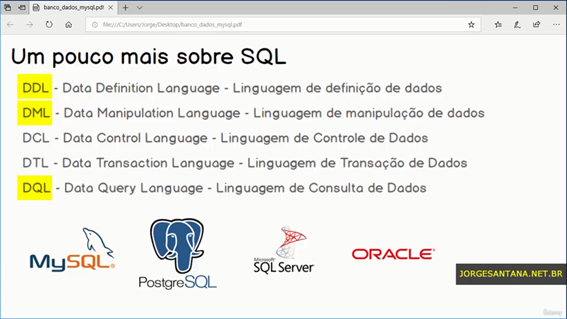 banco_dados_mysql.pdf
file:///C:/Users/Jorge/Desktop/banco_dados_mysql.pdf
Um pouco mais sobre SQL
DDL - Data Definition Language - Linguagem de definição de dados
DML - Data Manipulation Language - Linguagem de manipulação de dados
DCL - Data Control Language - Linguagem de Controle de Dados
DTL - Data Transaction Language - Linguagem de Transação de Dados
DQL - Data Query Language - Linguagem de Consulta de Dados
MySQL®
PostgreSQL
Microsoft
SQL Server
ORACLE
JORGESANTANA.NET.BR
Udemy